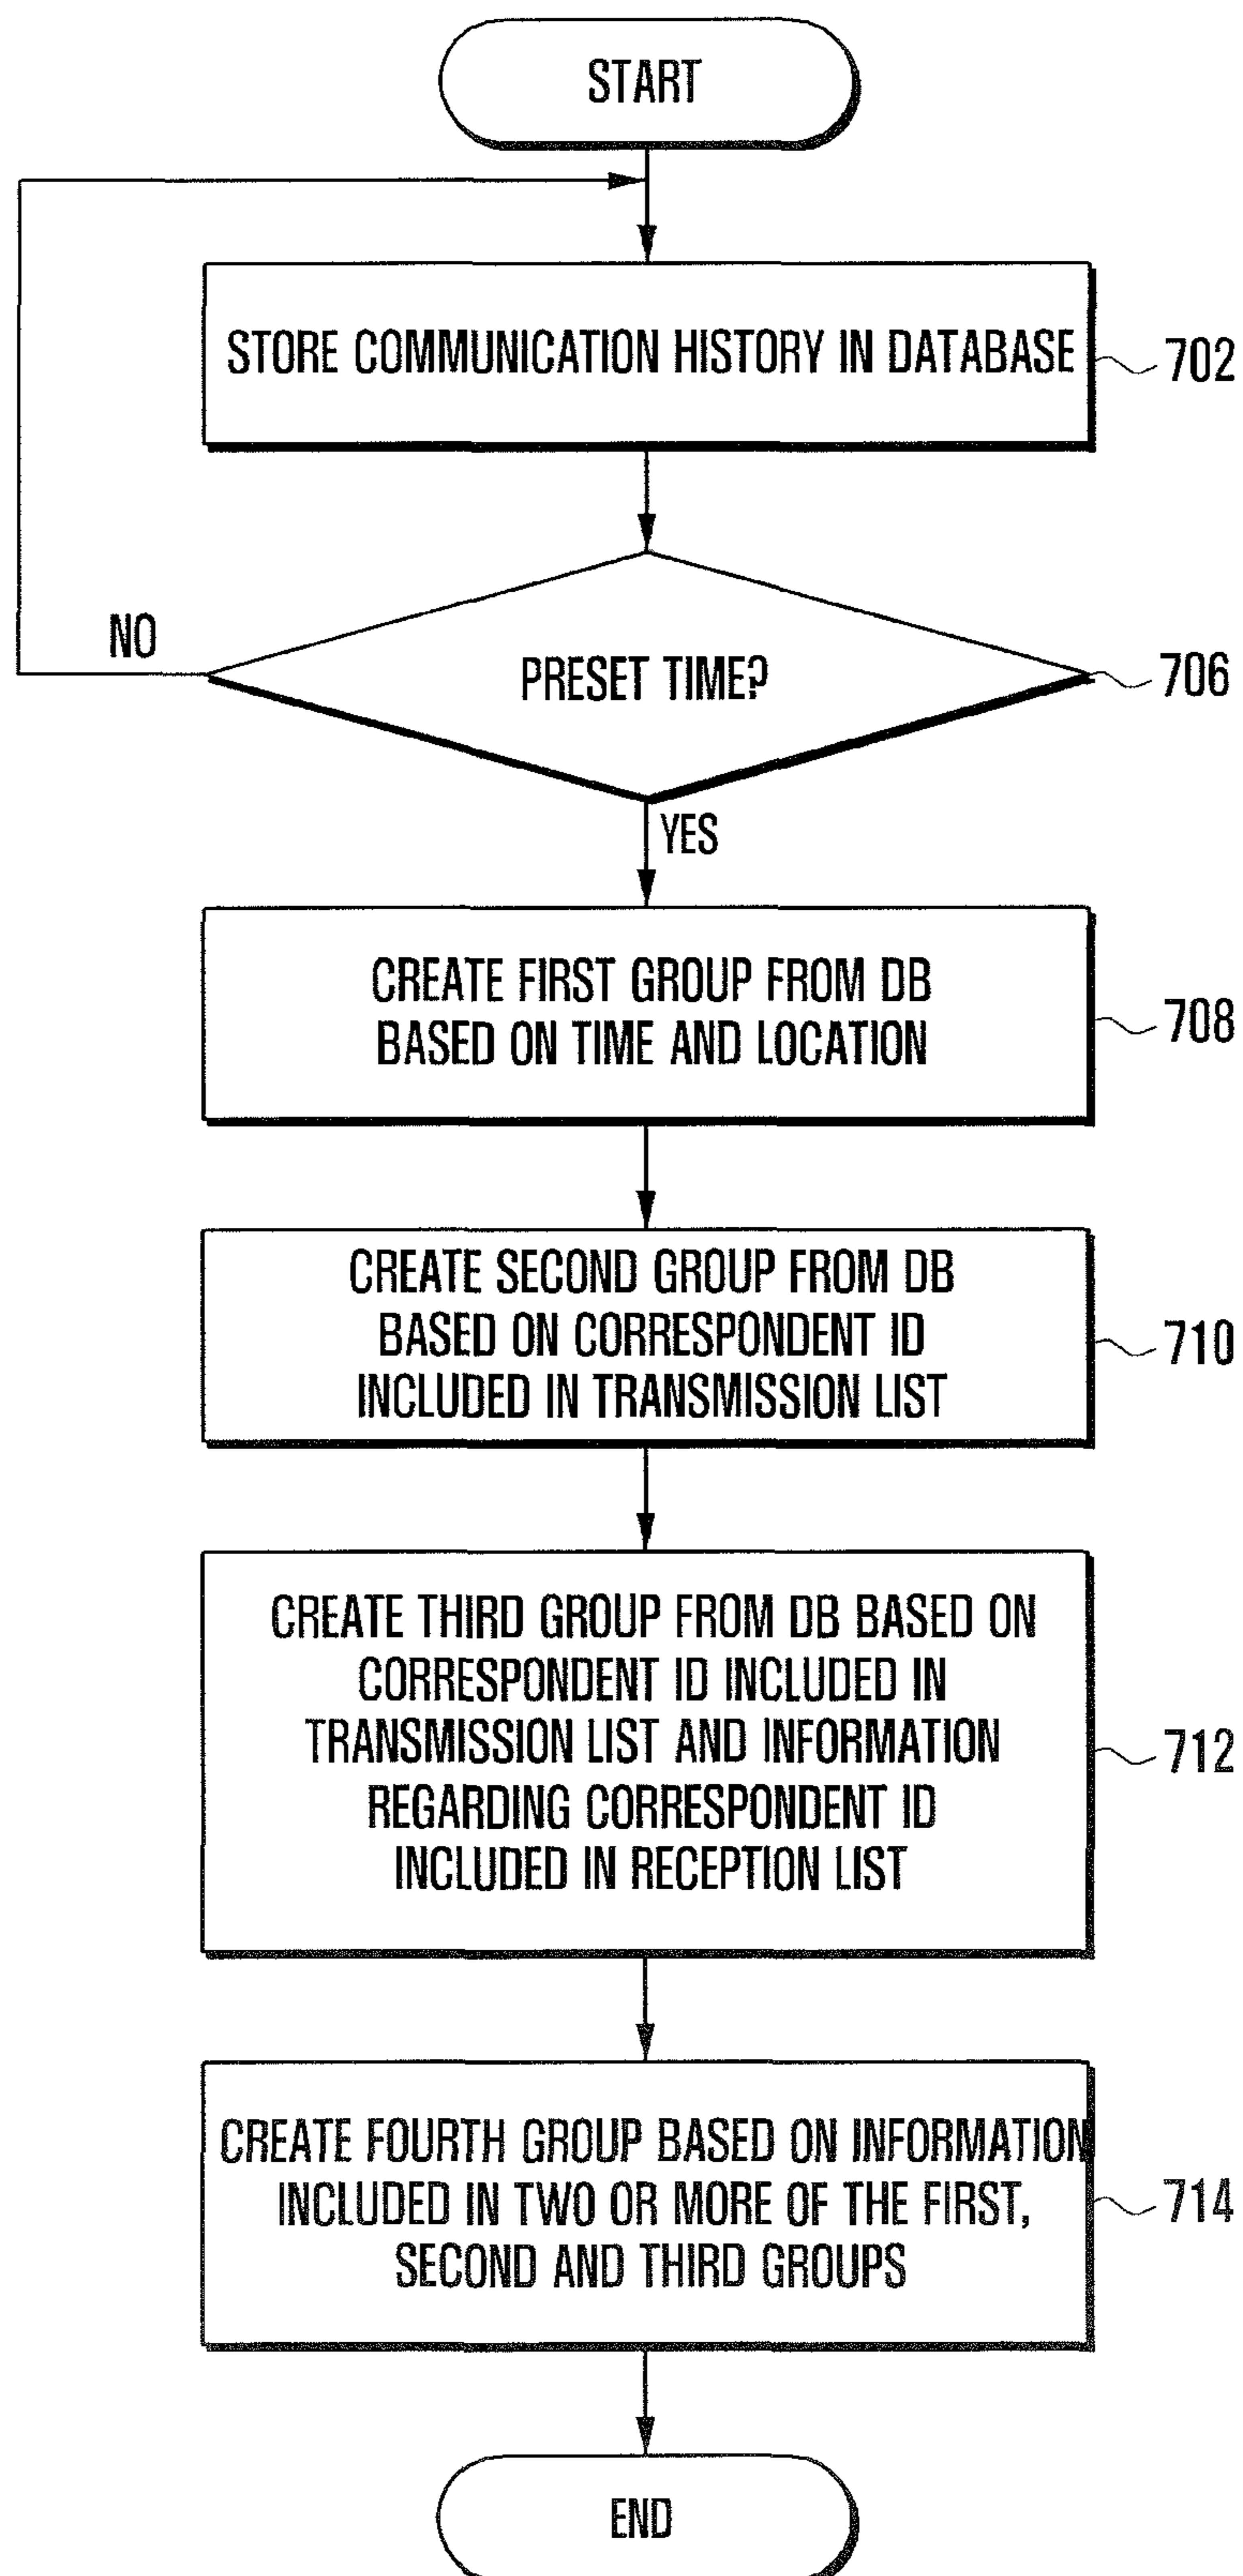 START
STORE COMMUNICATION HISTORY IN DATABASE
702
NO
PRESET TIME?
706
YES
CREATE FIRST GROUP FROM DB
BASED ON TIME AND LOCATION
708
CREATE SECOND GROUP FROM DB
BASED ON CORRESPONDENT ID
INCLUDED IN TRANSMISSION LIST
710
CREATE THIRD GROUP FROM DB BASED ON
CORRESPONDENT ID INCLUDED IN
TRANSMISSION LIST AND INFORMATION
REGARDING CORRESPONDENT ID
INCLUDED IN RECEPTION LIST
712
CREATE FOURTH GROUP BASED ON INFORMATION
INCLUDED IN TWO OR MORE OF THE FIRST,
SECOND AND THIRD GROUPS
714
END